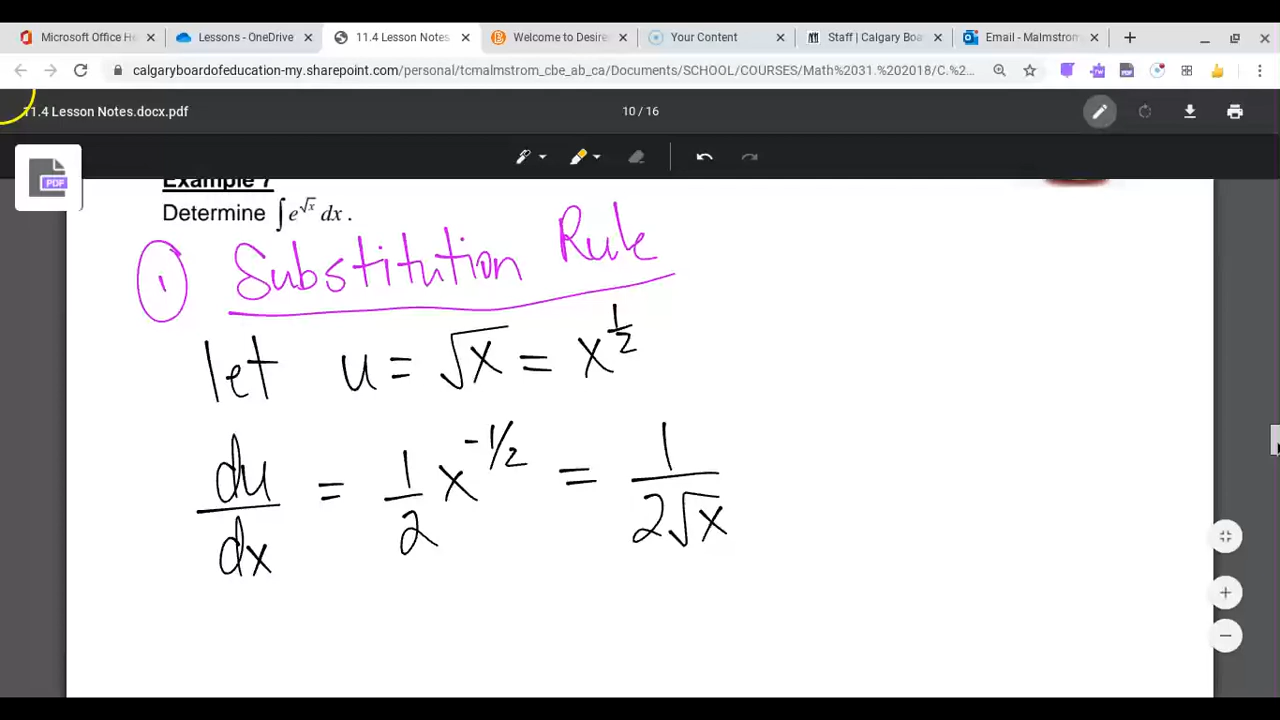 Microsoft Office Ho
Lessons - OneDrive
11.4 Lesson Notes
Welcome to Desire
Your Content
Staff | Calgary Boa
Email - Malmstrom
calgaryboardofeducation-my.sharepoint.com/personal/tcmalmstrom_cbe_ab_ca/Documents/SCHOOL/COURSES/Math%2031.%202018/C.%2...
11.4 Lesson Notes.docx.pdf
10 / 16
PDF
Example 7
Determine ∫ e^√x dx.
① Substitution Rule
let u = √x = x^(1/2)
du/dx = 1/2 x^(-1/2) = 1/(2√x)